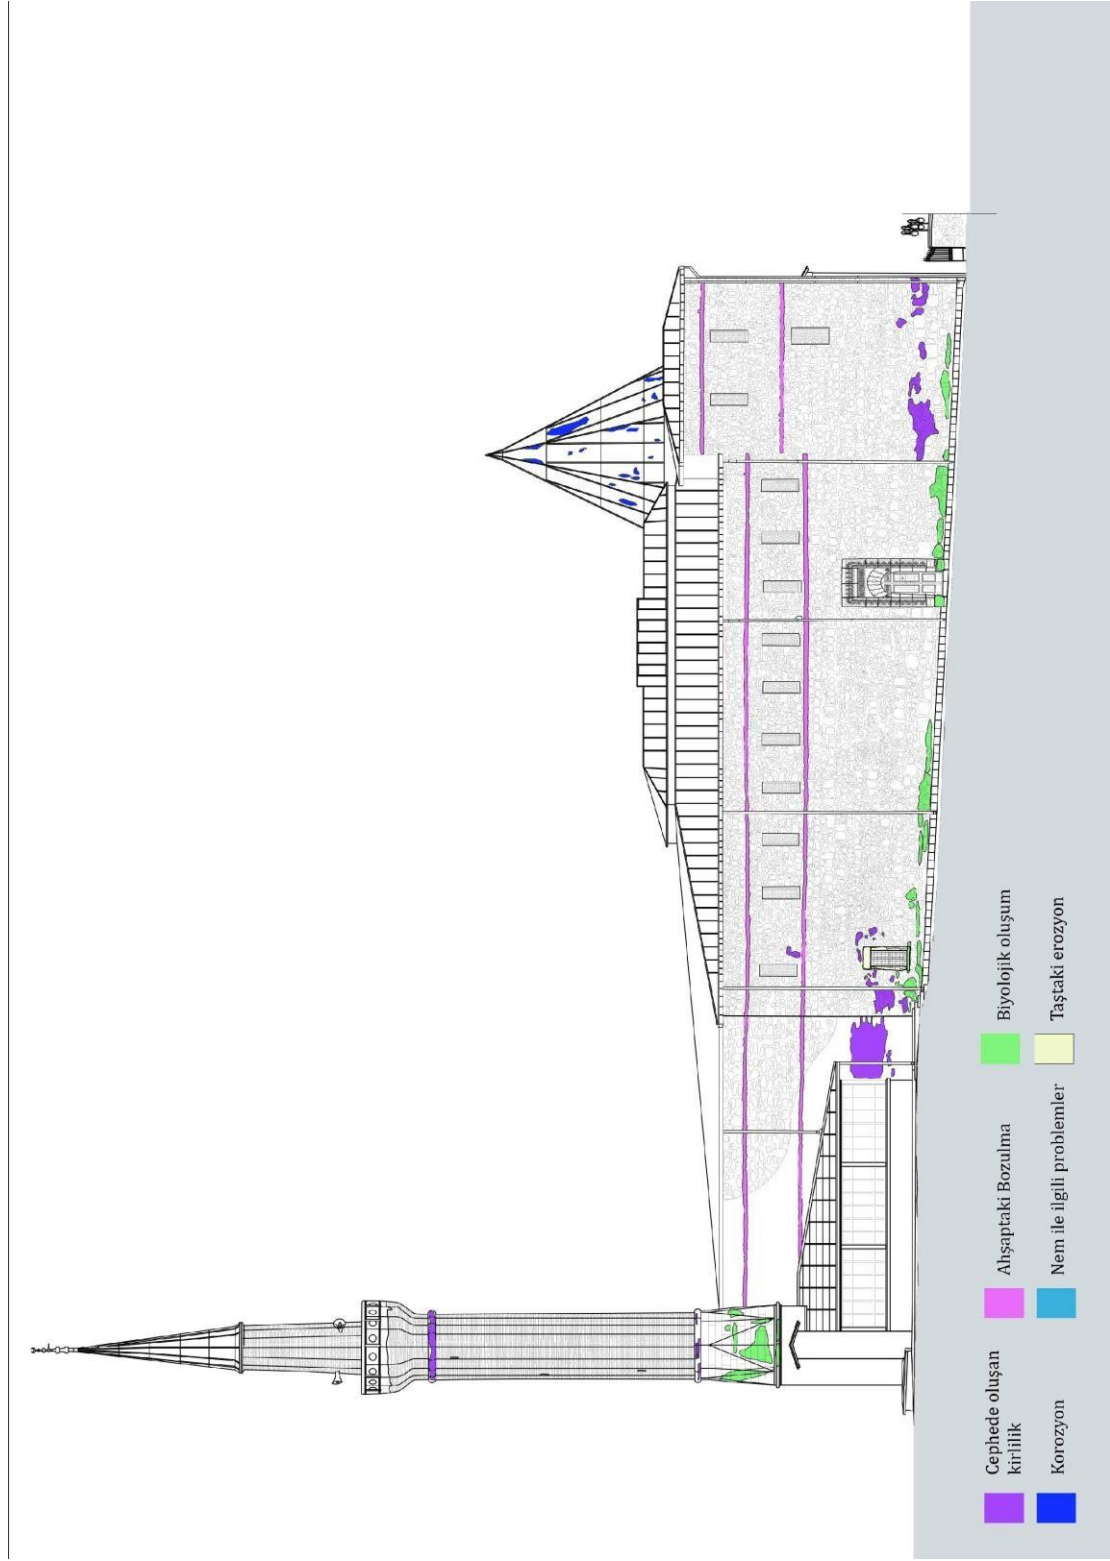 Cephede oluşan
kirlilik
Ahşaptaki Bozulma
Biyolojik oluşum
Korozyon
Nem ile ilgili problemler
Taştaki erozyon